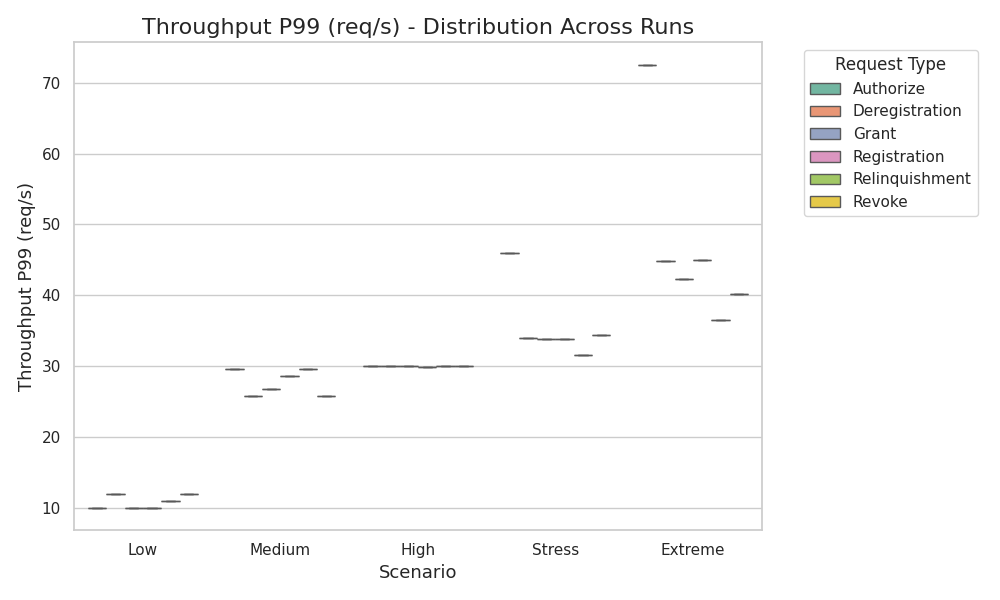 Throughput P99 (req/s) - Distribution Across Runs
Throughput P99 (req/s)
70
60
50
40
30
20
10
Low
Medium
High
Stress
Extreme
Scenario
Request Type
Authorize
Deregistration
Grant
Registration
Relinquishment
Revoke